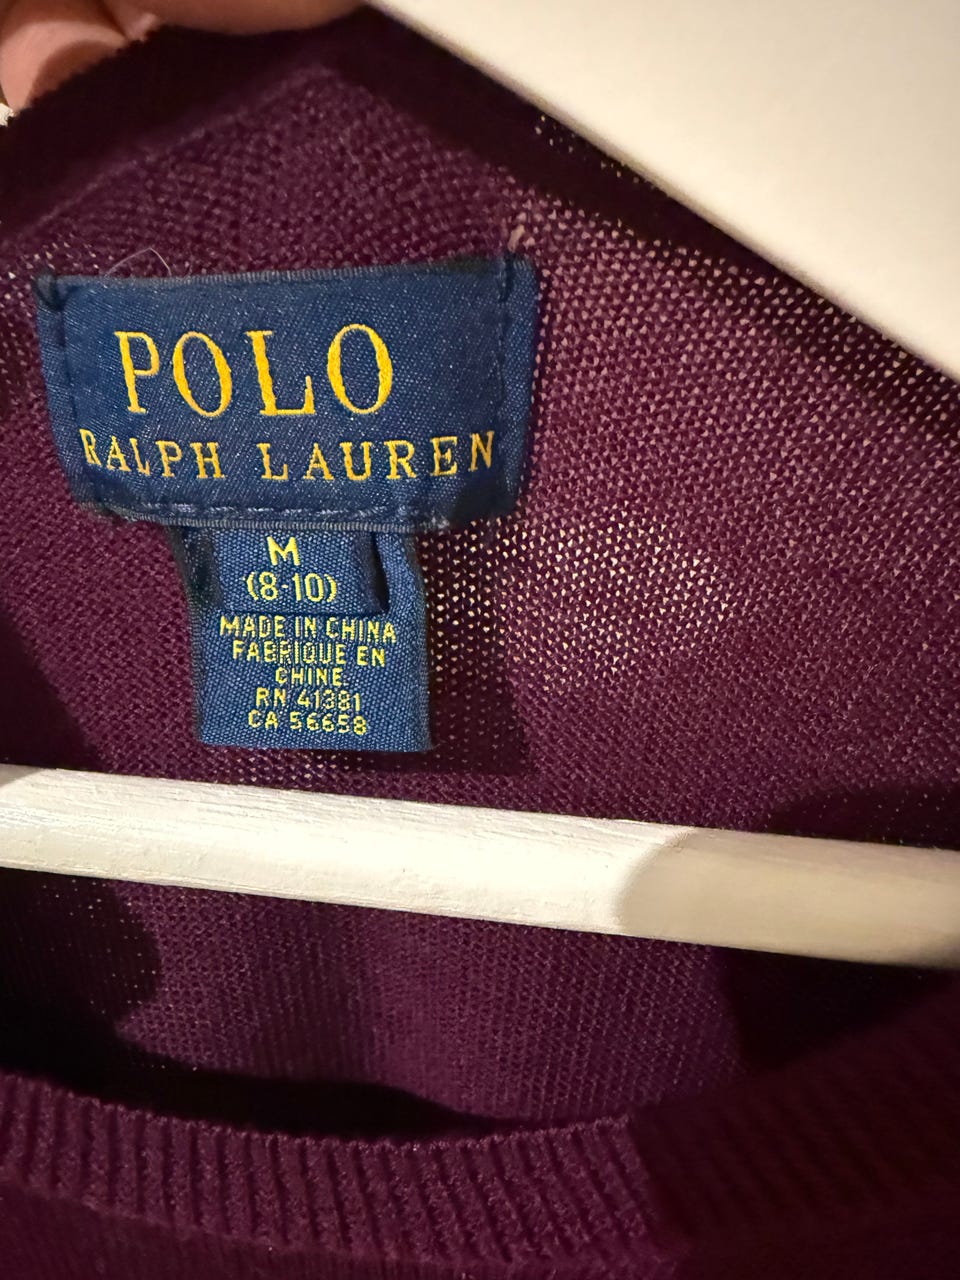 POLO
RALPH LAUREN
M
(8-10)
MADE IN CHINA
FABRIQUE EN
CHINE
RN 41381
CA 56658